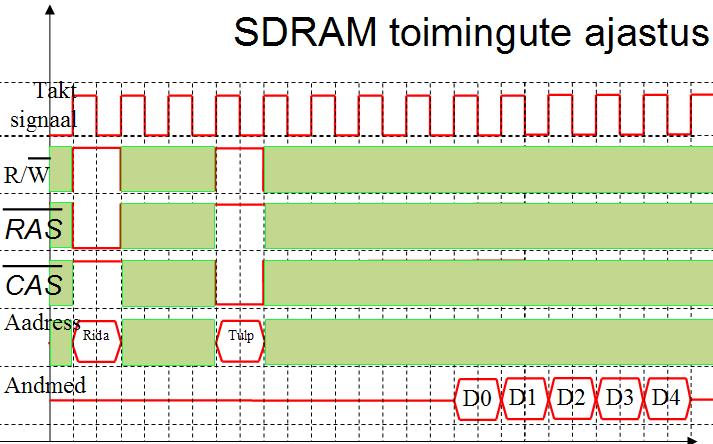 SDRAM toimingute ajastus
Takt
signaal
R/W
RAS
CAS
Aadress
Rida
Tulp
Andmed
D0 D1 D2 D3 D4